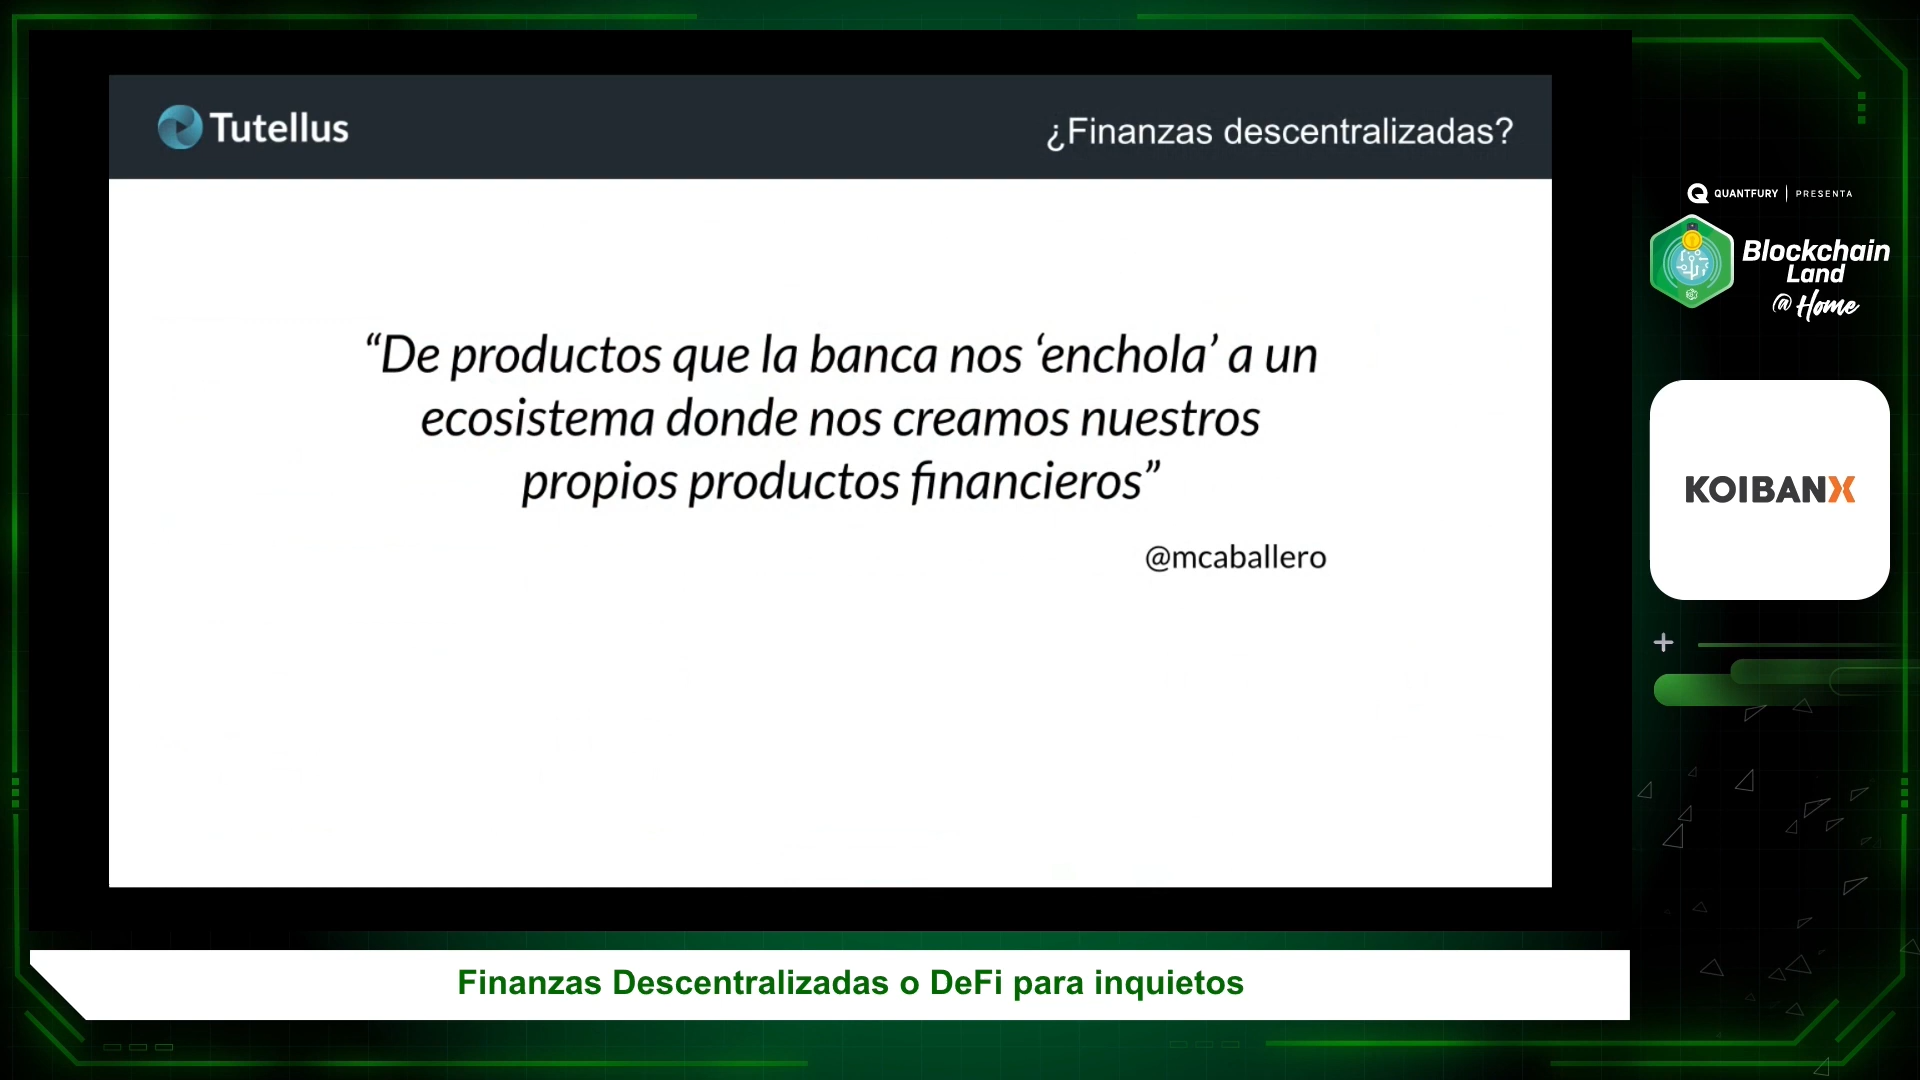 Tutellus
¿Finanzas descentralizadas?
“De productos que la banca nos ‘enchola’ a un
ecosistema donde nos creamos nuestros
propios productos financieros”
@mcaballero
QUANTFURY | PRESENTA
Blockchain
Land
@ Home
KOIBANX
Finanzas Descentralizadas o DeFi para inquietos